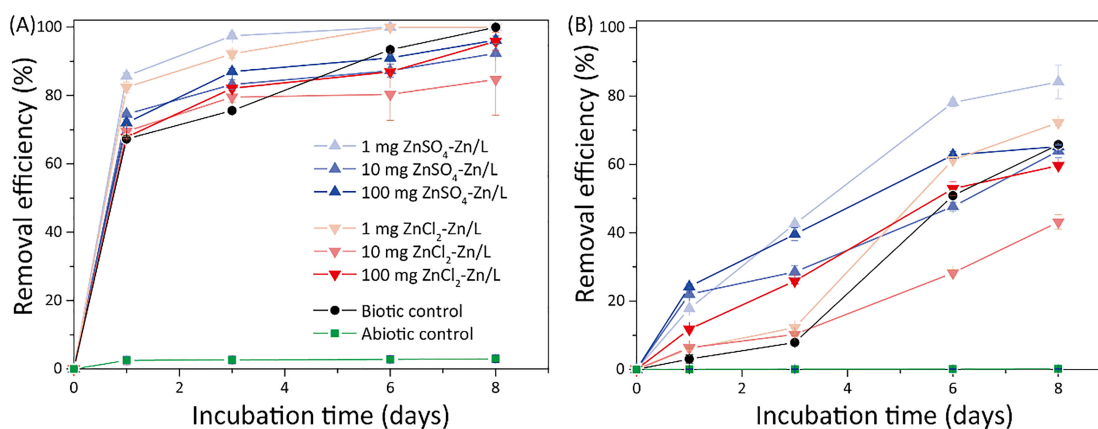 (A)
100
80
60
40
20
0
Removal efficiency (%)
1 mg ZnSO₄-Zn/L
10 mg ZnSO₄-Zn/L
100 mg ZnSO₄-Zn/L
1 mg ZnCl₂-Zn/L
10 mg ZnCl₂-Zn/L
100 mg ZnCl₂-Zn/L
Biotic control
Abiotic control
0 2 4 6 8
Incubation time (days)
(B)
100
80
60
40
20
0
Removal efficiency (%)
0 2 4 6 8
Incubation time (days)